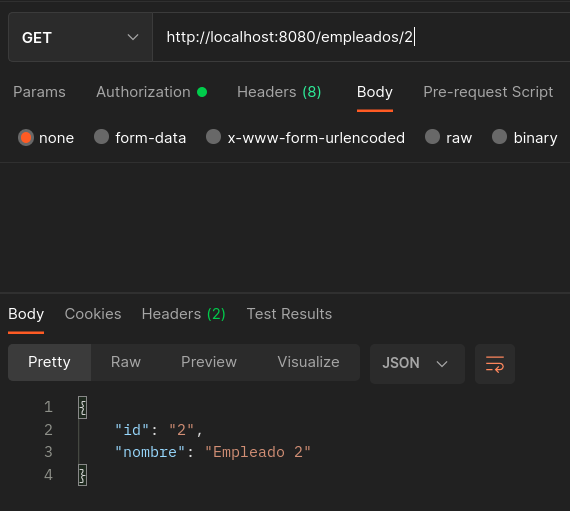 GET http://localhost:8080/empleados/2
Params Authorization Headers (8) Body Pre-request Script
none form-data x-www-form-urlencoded raw binary
Body Cookies Headers (2) Test Results
Pretty Raw Preview Visualize JSON
1 {
2 "id": "2",
3 "nombre": "Empleado 2"
4 }